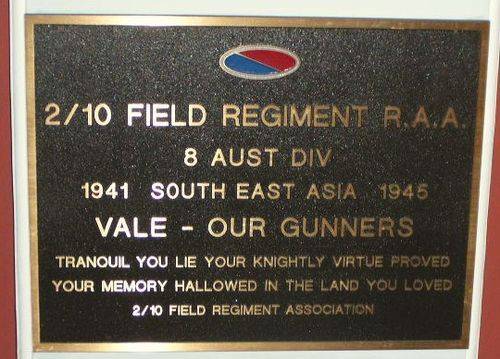 2/10 FIELD REGIMENT R.A.A.
8 AUST DIV
1941 SOUTH EAST ASIA 1945
VALE - OUR GUNNERS
TRANOUIL YOU LIE YOUR KNIGHTLY VIRTUE PROVED
YOUR MEMORY HALLOWED IN THE LAND YOU LOVED
2/10 FIELD REGIMENT ASSOCIATION